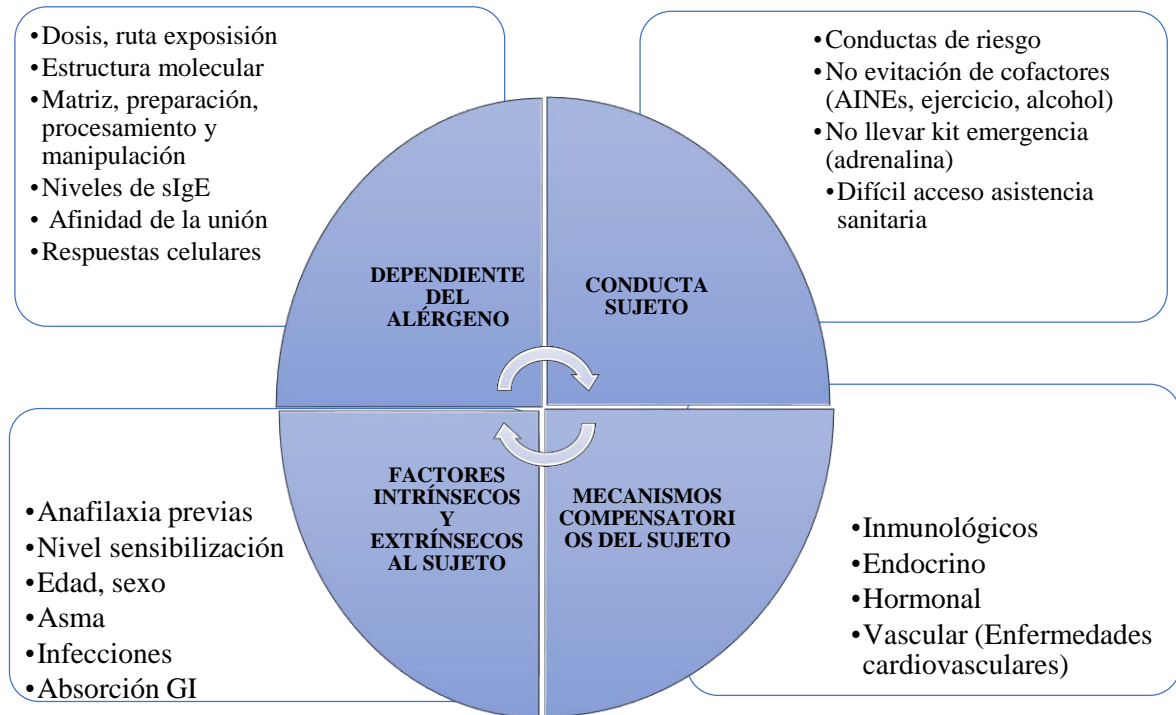 •Dosis, ruta exposisión
•Estructura molecular
•Matriz, preparación,
procesamiento y
manipulación
•Niveles de sIgE
• Afinidad de la unión
•Respuestas celulares
•Conductas de riesgo
•No evitación de cofactores
(AINEs, ejercicio, alcohol)
•No llevar kit emergencia
(adrenalina)
•Difícil acceso asistencia
sanitaria
DEPENDIENTE
DEL
ALÉRGENO
CONDUCTA
SUJETO
FACTORES
INTRÍNSECOS
Y
EXTRÍNSECOS
AL SUJETO
MECANISMOS
COMPENSATORI
OS DEL SUJETO
•Anafilaxia previas
•Nivel sensibilización
•Edad, sexo
•Asma
•Infecciones
•Absorción GI
•Inmunológicos
•Endocrino
•Hormonal
•Vascular (Enfermedades
cardiovasculares)